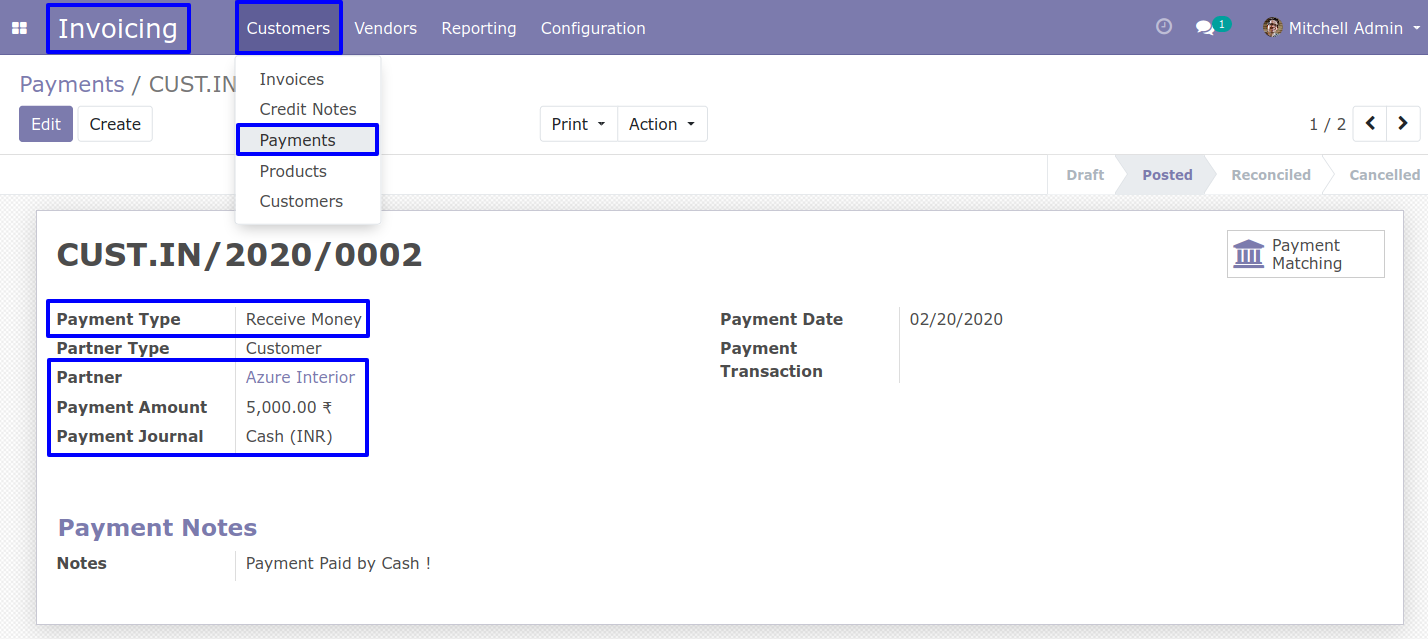 Invoicing Customers Vendors Reporting Configuration 1 Mitchell Admin
Payments / CUST.IN
Invoices
Credit Notes
Payments
Products
Customers
Edit Create Print Action 1 / 2
Draft Posted Reconciled Cancelled
CUST.IN/2020/0002
Payment
Matching
Payment Type Receive Money
Partner Type Customer
Partner Azure Interior
Payment Amount 5,000.00 ₹
Payment Journal Cash (INR)
Payment Date 02/20/2020
Payment
Transaction
Payment Notes
Notes Payment Paid by Cash !